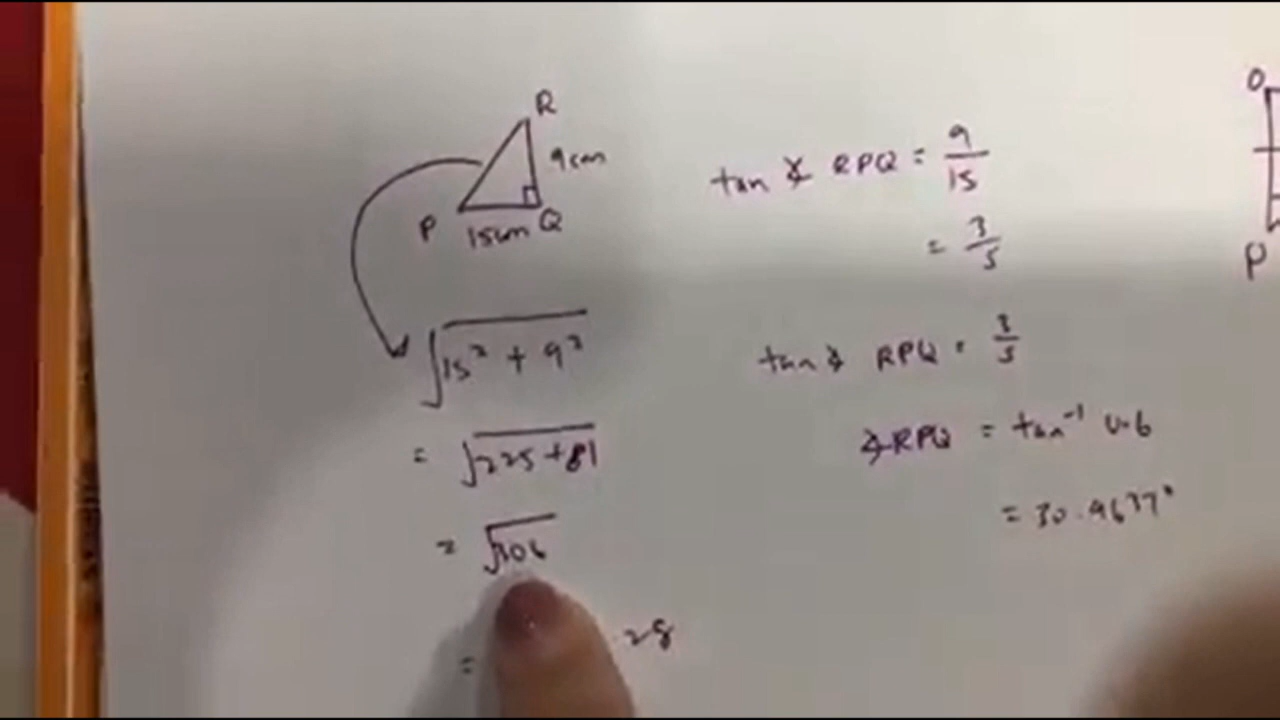 R
9cm
P
15cm Q
√15² + 9²
= √225+81
= √306
=
.28
tan ∡ RPQ = 9/15
= 3/5
tan ∡ RPQ = 3/5
∡RPQ = tan⁻¹ 0.6
= 30.9637°
O
P